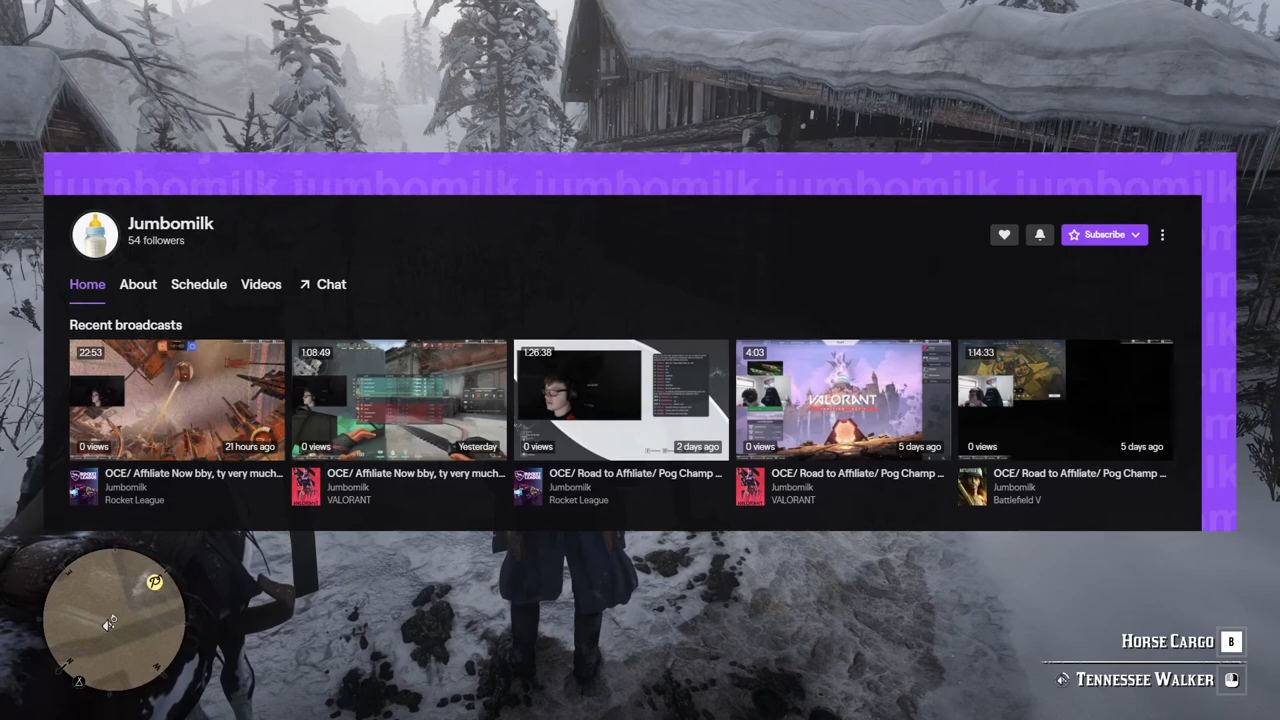 jumbomilk jumbomilk jumbomilk jumbomilk jumbomilk
Jumbomilk
54 followers
Subscribe
Home About Schedule Videos Chat
Recent broadcasts
22:53
1:08:49
1:26:38
4:03
1:14:33
VALORANT
0 views 21 hours ago
0 views Yesterday
0 views 2 days ago
0 views 5 days ago
0 views 5 days ago
OCE/ Affiliate Now bby, ty very much...
Jumbomilk
Rocket League
OCE/ Affiliate Now bby, ty very much...
Jumbomilk
VALORANT
OCE/ Road to Affiliate/ Pog Champ ...
Jumbomilk
Rocket League
OCE/ Road to Affiliate/ Pog Champ ...
Jumbomilk
VALORANT
OCE/ Road to Affiliate/ Pog Champ ...
Jumbomilk
Battlefield V
HORSE CARGO B
TENNESSEE WALKER